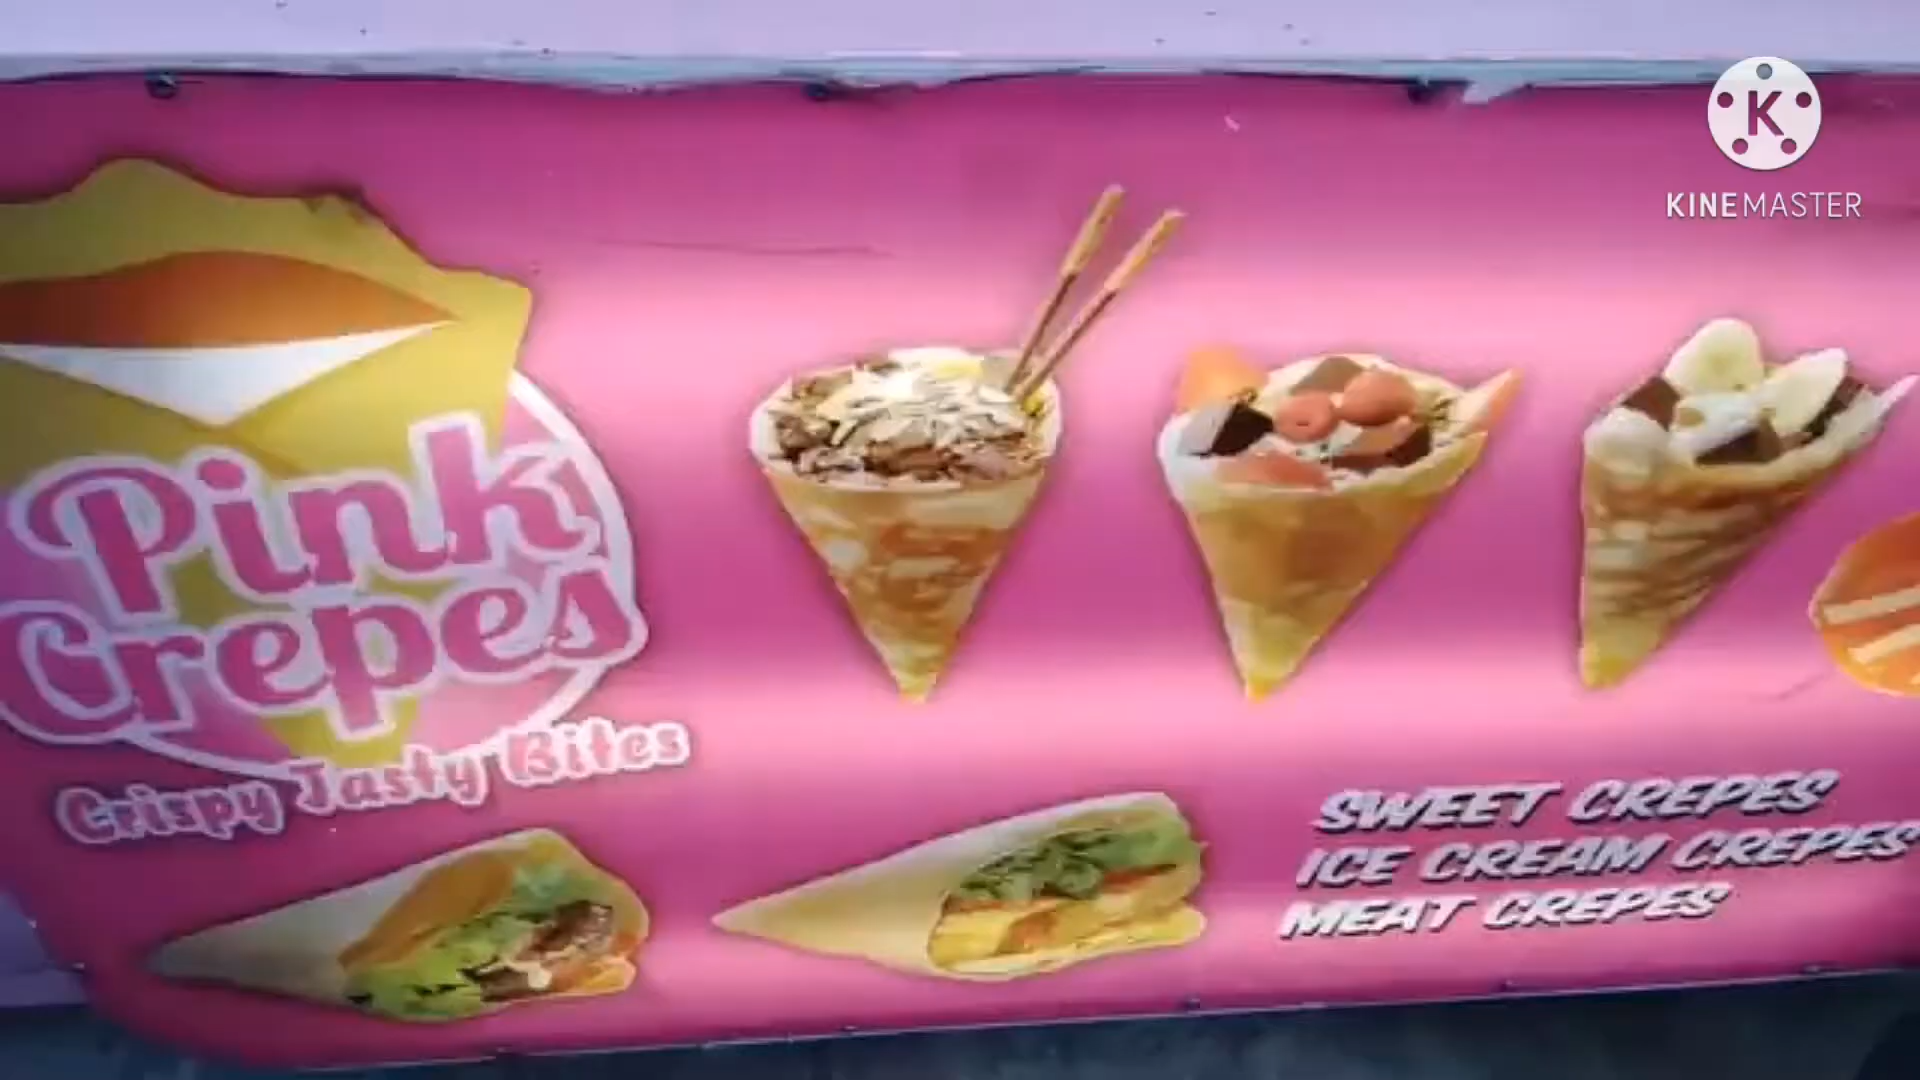 K
KINEMASTER
Pink
Crepes
Crispy Tasty Bites
SWEET CREPES
ICE CREAM CREPES
MEAT CREPES